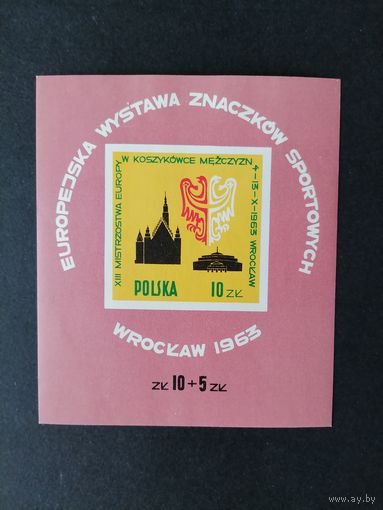 EUROPEJSKA WYSTAWA ZNACZKÓW SPORTOWYCH
XIII MISTRZOSTWA EUROPY W KOSZYKÓWCE MĘŻCZYZN 4-13-X-1963 WROCŁAW
POLSKA 10 ZŁ
WROCŁAW 1963
ZŁ 10+5 ZŁ
shop.ay.by